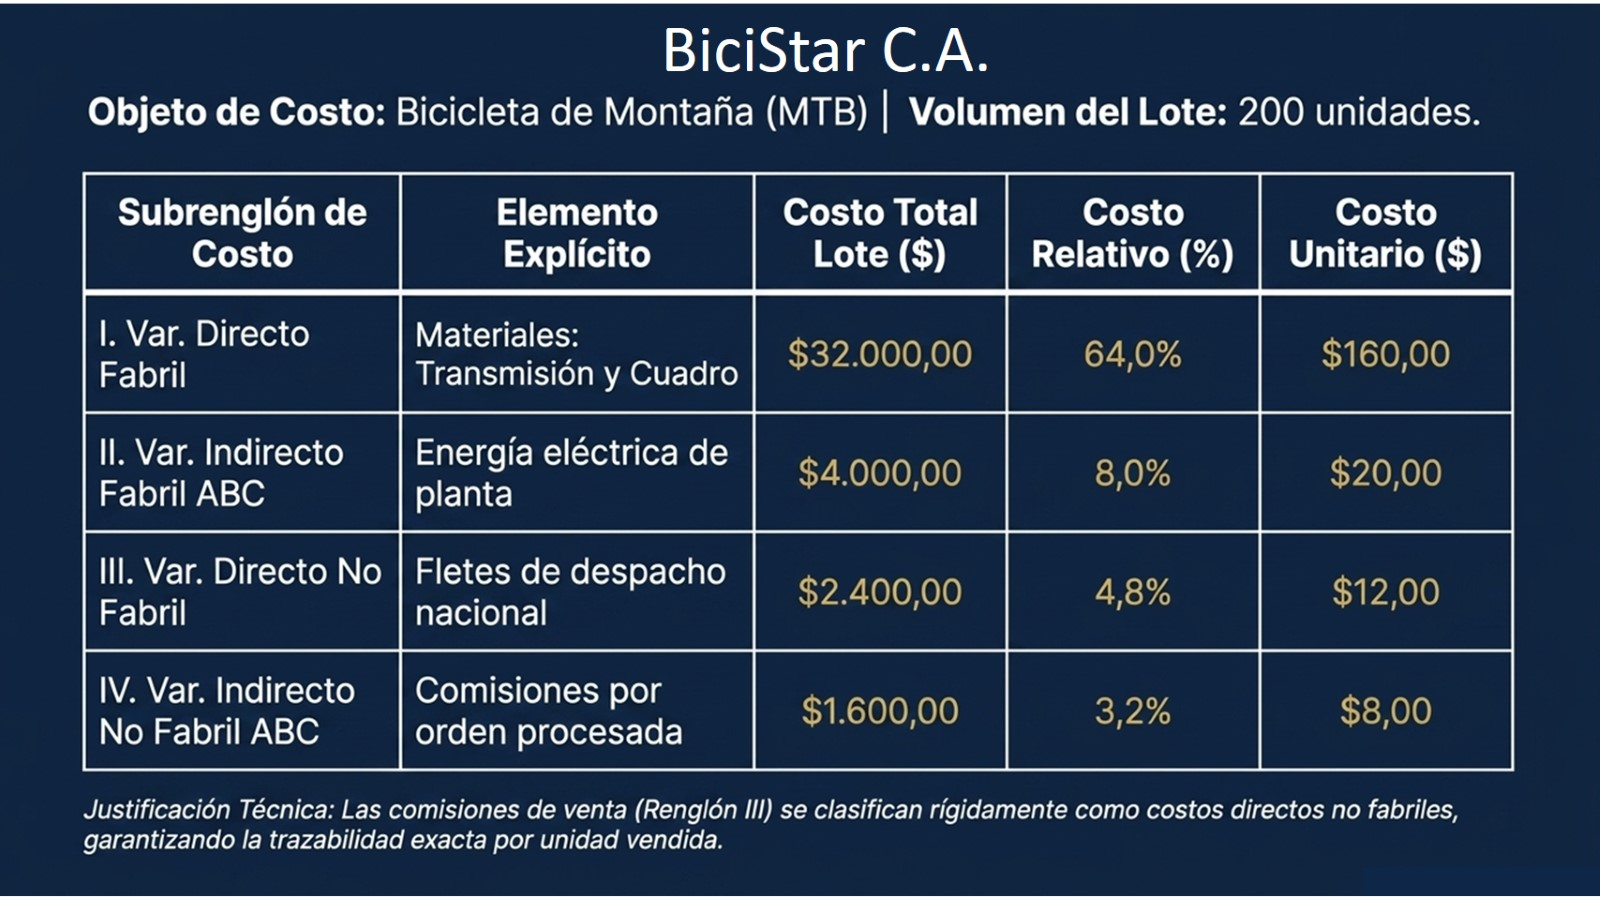 BiciStar C.A.
Objeto de Costo: Bicicleta de Montaña (MTB) | Volumen del Lote: 200 unidades.
Subrenglón de
Costo
Elemento
Explícito
Costo Total
Lote ($)
Costo
Relativo (%)
Costo
Unitario ($)
I. Var. Directo
Fabril
Materiales:
Transmisión y Cuadro
$32.000,00
64,0%
$160,00
II. Var. Indirecto
Fabril ABC
Energía eléctrica de
planta
$4.000,00
8,0%
$20,00
III. Var. Directo No
Fabril
Fletes de despacho
nacional
$2.400,00
4,8%
$12,00
IV. Var. Indirecto
No Fabril ABC
Comisiones por
orden procesada
$1.600,00
3,2%
$8,00
Justificación Técnica: Las comisiones de venta (Renglón III) se clasifican rígidamente como costos directos no fabriles,
garantizando la trazabilidad exacta por unidad vendida.